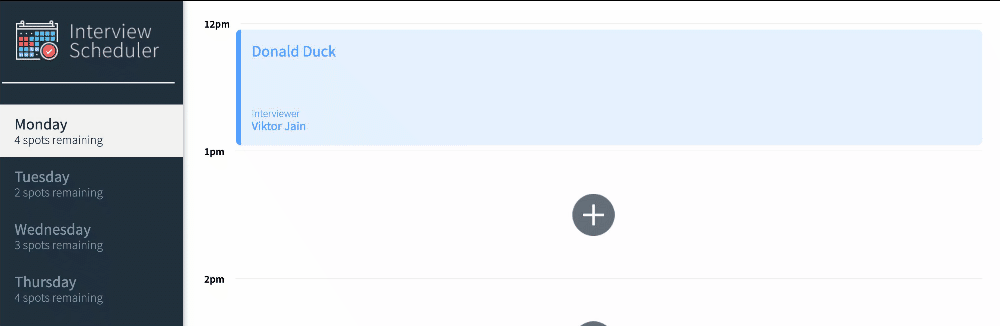 Interview
Scheduler
Monday
4 spots remaining
Tuesday
2 spots remaining
Wednesday
3 spots remaining
Thursday
4 spots remaining
12pm
Donald Duck
Interviewer
Viktor Jain
1pm
2pm